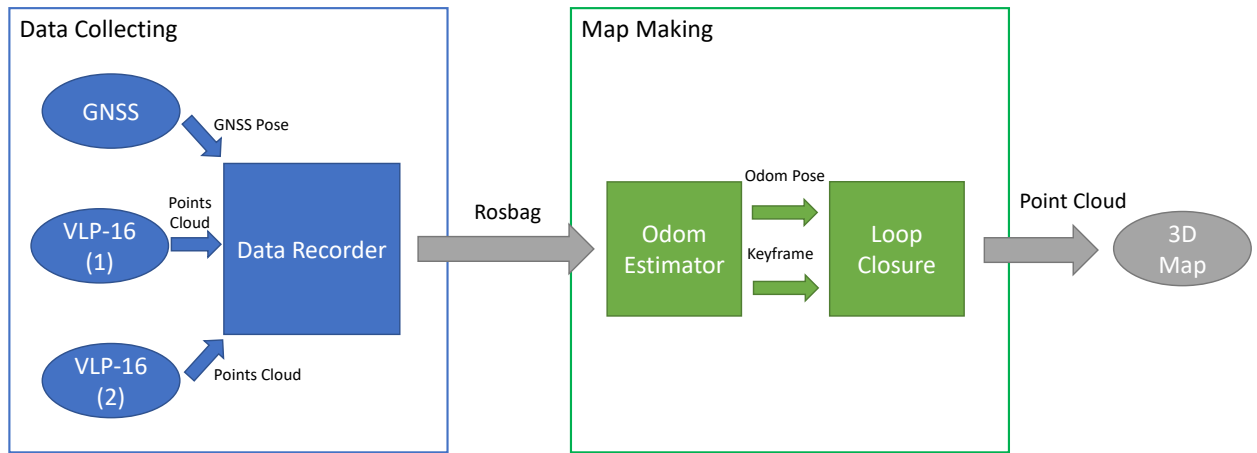 Data Collecting
GNSS
GNSS Pose
VLP-16
(1)
Points
Cloud
Data Recorder
VLP-16
(2)
Points Cloud
Rosbag
Map Making
Odom
Estimator
Odom Pose
Keyframe
Loop
Closure
Point Cloud
3D
Map